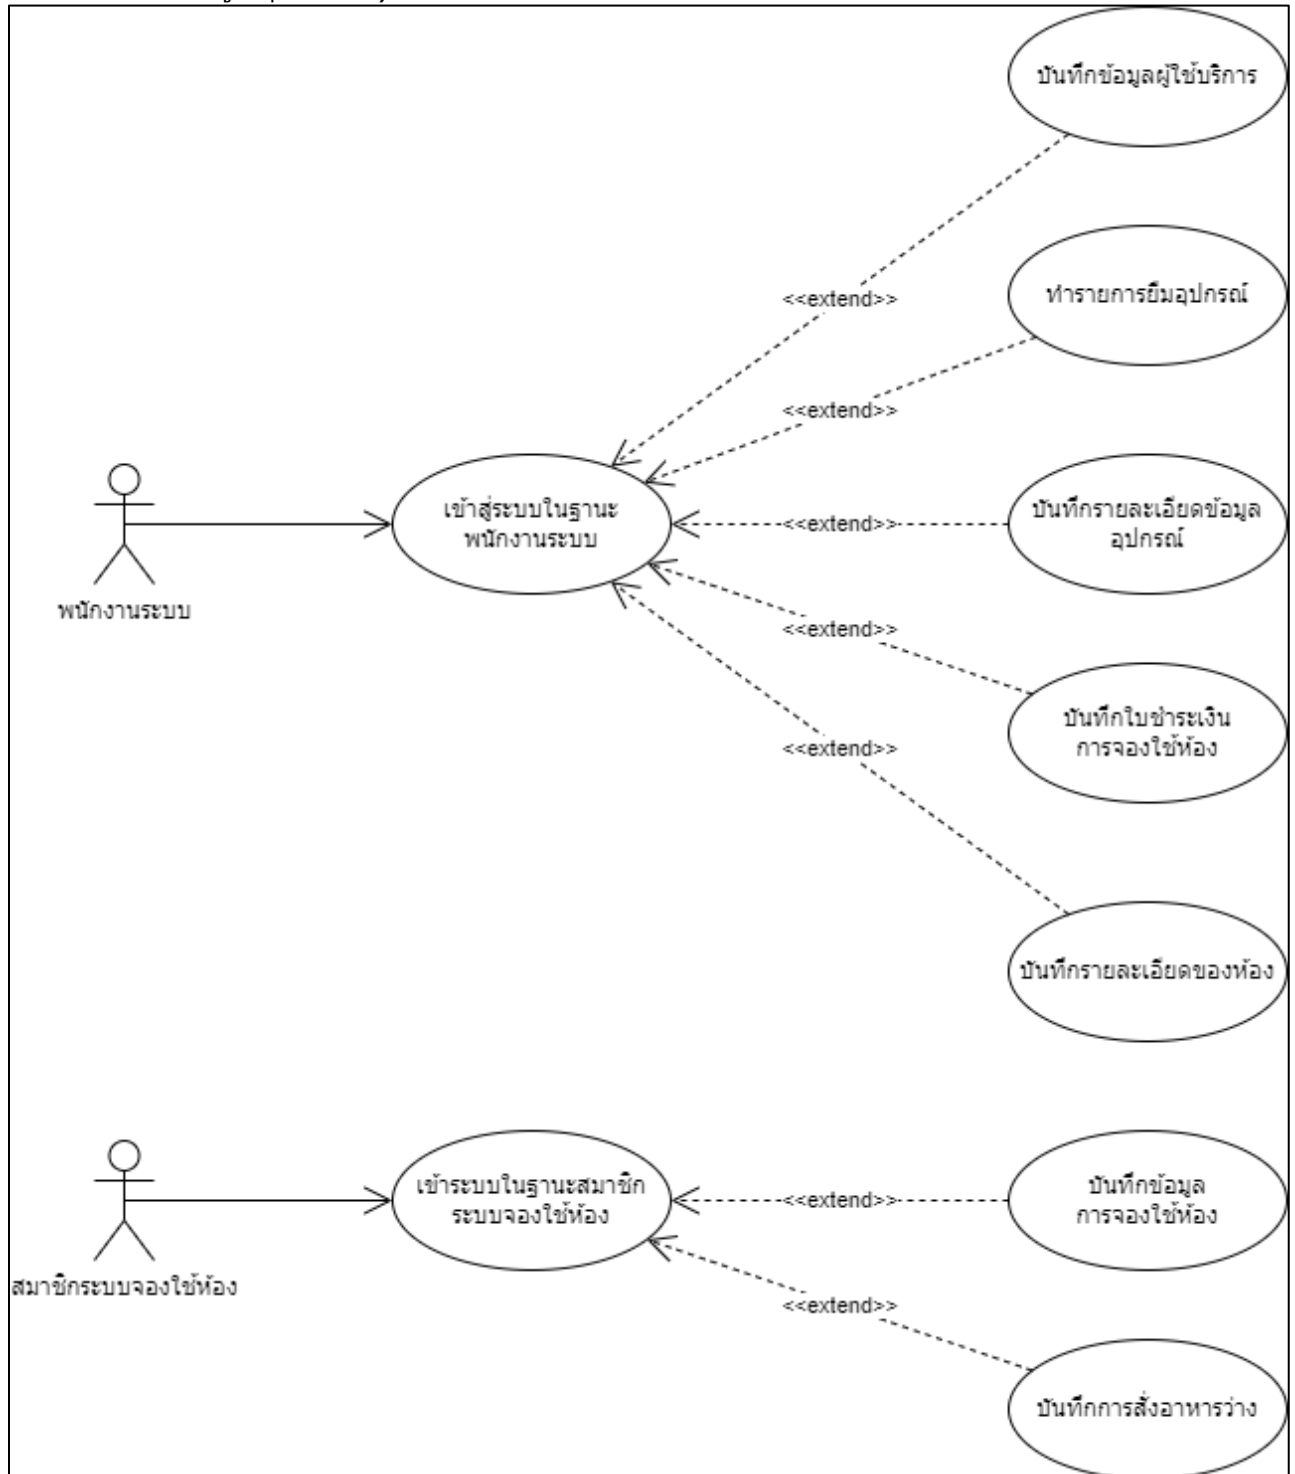 บันทึกข้อมูลผู้ใช้บริการ
<<extend>>
ทำรายการยืมอุปกรณ์
<<extend>>
เข้าสู่ระบบในฐานะ
พนักงานระบบ
<<extend>>
บันทึกรายละเอียดข้อมูล
อุปกรณ์
พนักงานระบบ
<<extend>>
บันทึกใบชำระเงิน
การจองใช้ห้อง
<<extend>>
บันทึกรายละเอียดของห้อง
เข้าระบบในฐานะสมาชิก
ระบบจองใช้ห้อง
<<extend>>
บันทึกข้อมูล
การจองใช้ห้อง
สมาชิกระบบจองใช้ห้อง
<<extend>>
บันทึกการสั่งอาหารว่าง